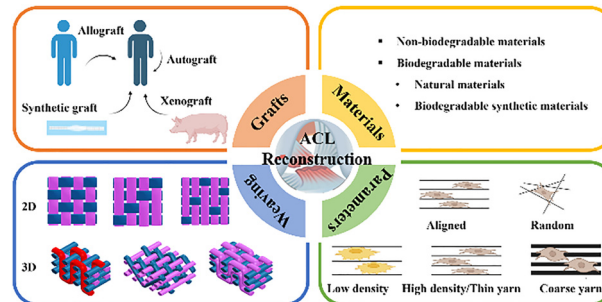 Allograft
Autograft
Synthetic graft
Xenograft
Grafts
▪ Non-biodegradable materials
▪ Biodegradable materials
• Natural materials
• Biodegradable synthetic materials
Materials
ACL
Reconstruction
Weaving
2D
3D
Parameters
Aligned
Random
Low density
High density/Thin yarn
Coarse yarn